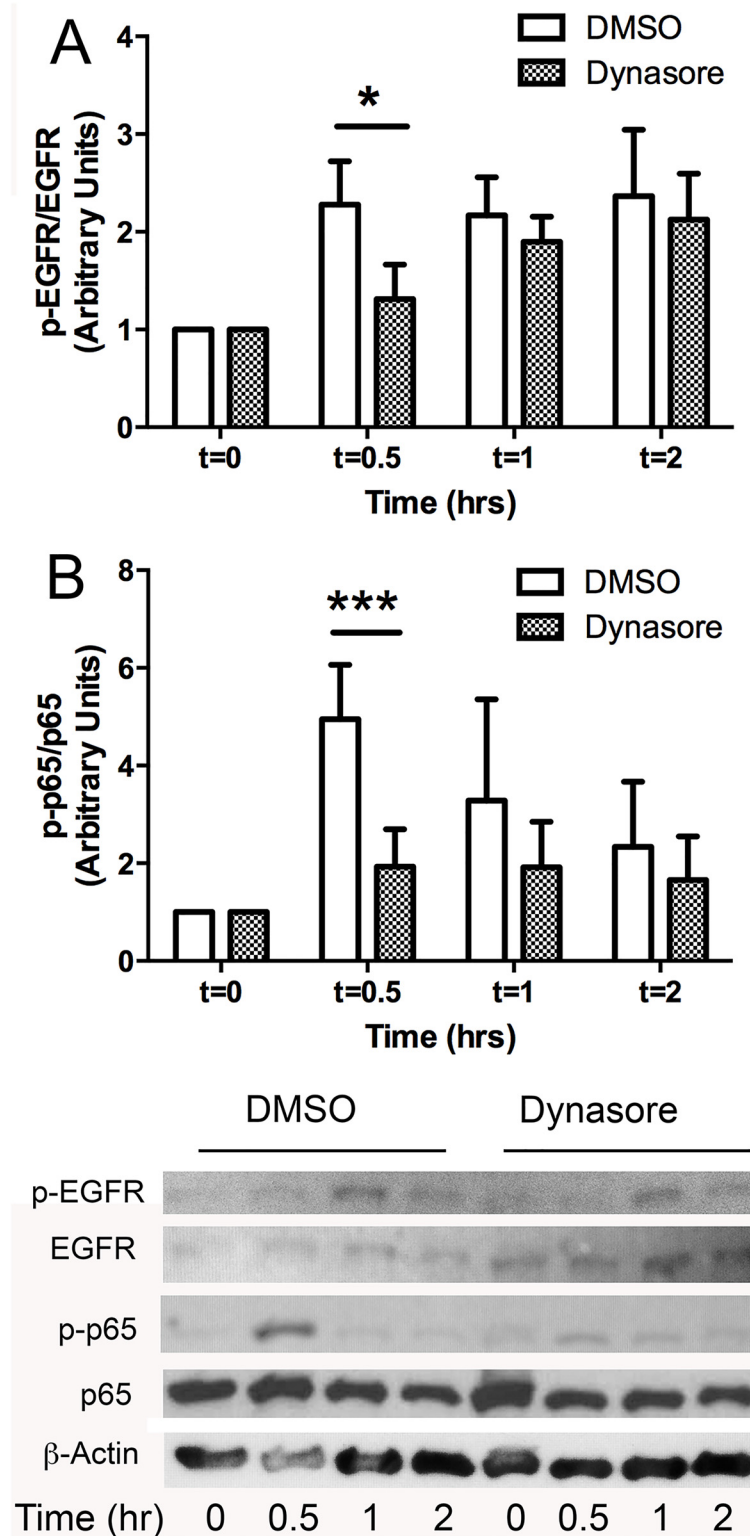 A
DMSO
Dynasore
*
p-EGFR/EGFR
(Arbitrary Units)
4
3
2
1
0
t=0 t=0.5 t=1 t=2
Time (hrs)
B
DMSO
Dynasore
***
p-p65/p65
(Arbitrary Units)
8
6
4
2
0
t=0 t=0.5 t=1 t=2
Time (hrs)
DMSO Dynasore
p-EGFR
EGFR
p-p65
p65
β-Actin
Time (hr) 0 0.5 1 2 0 0.5 1 2